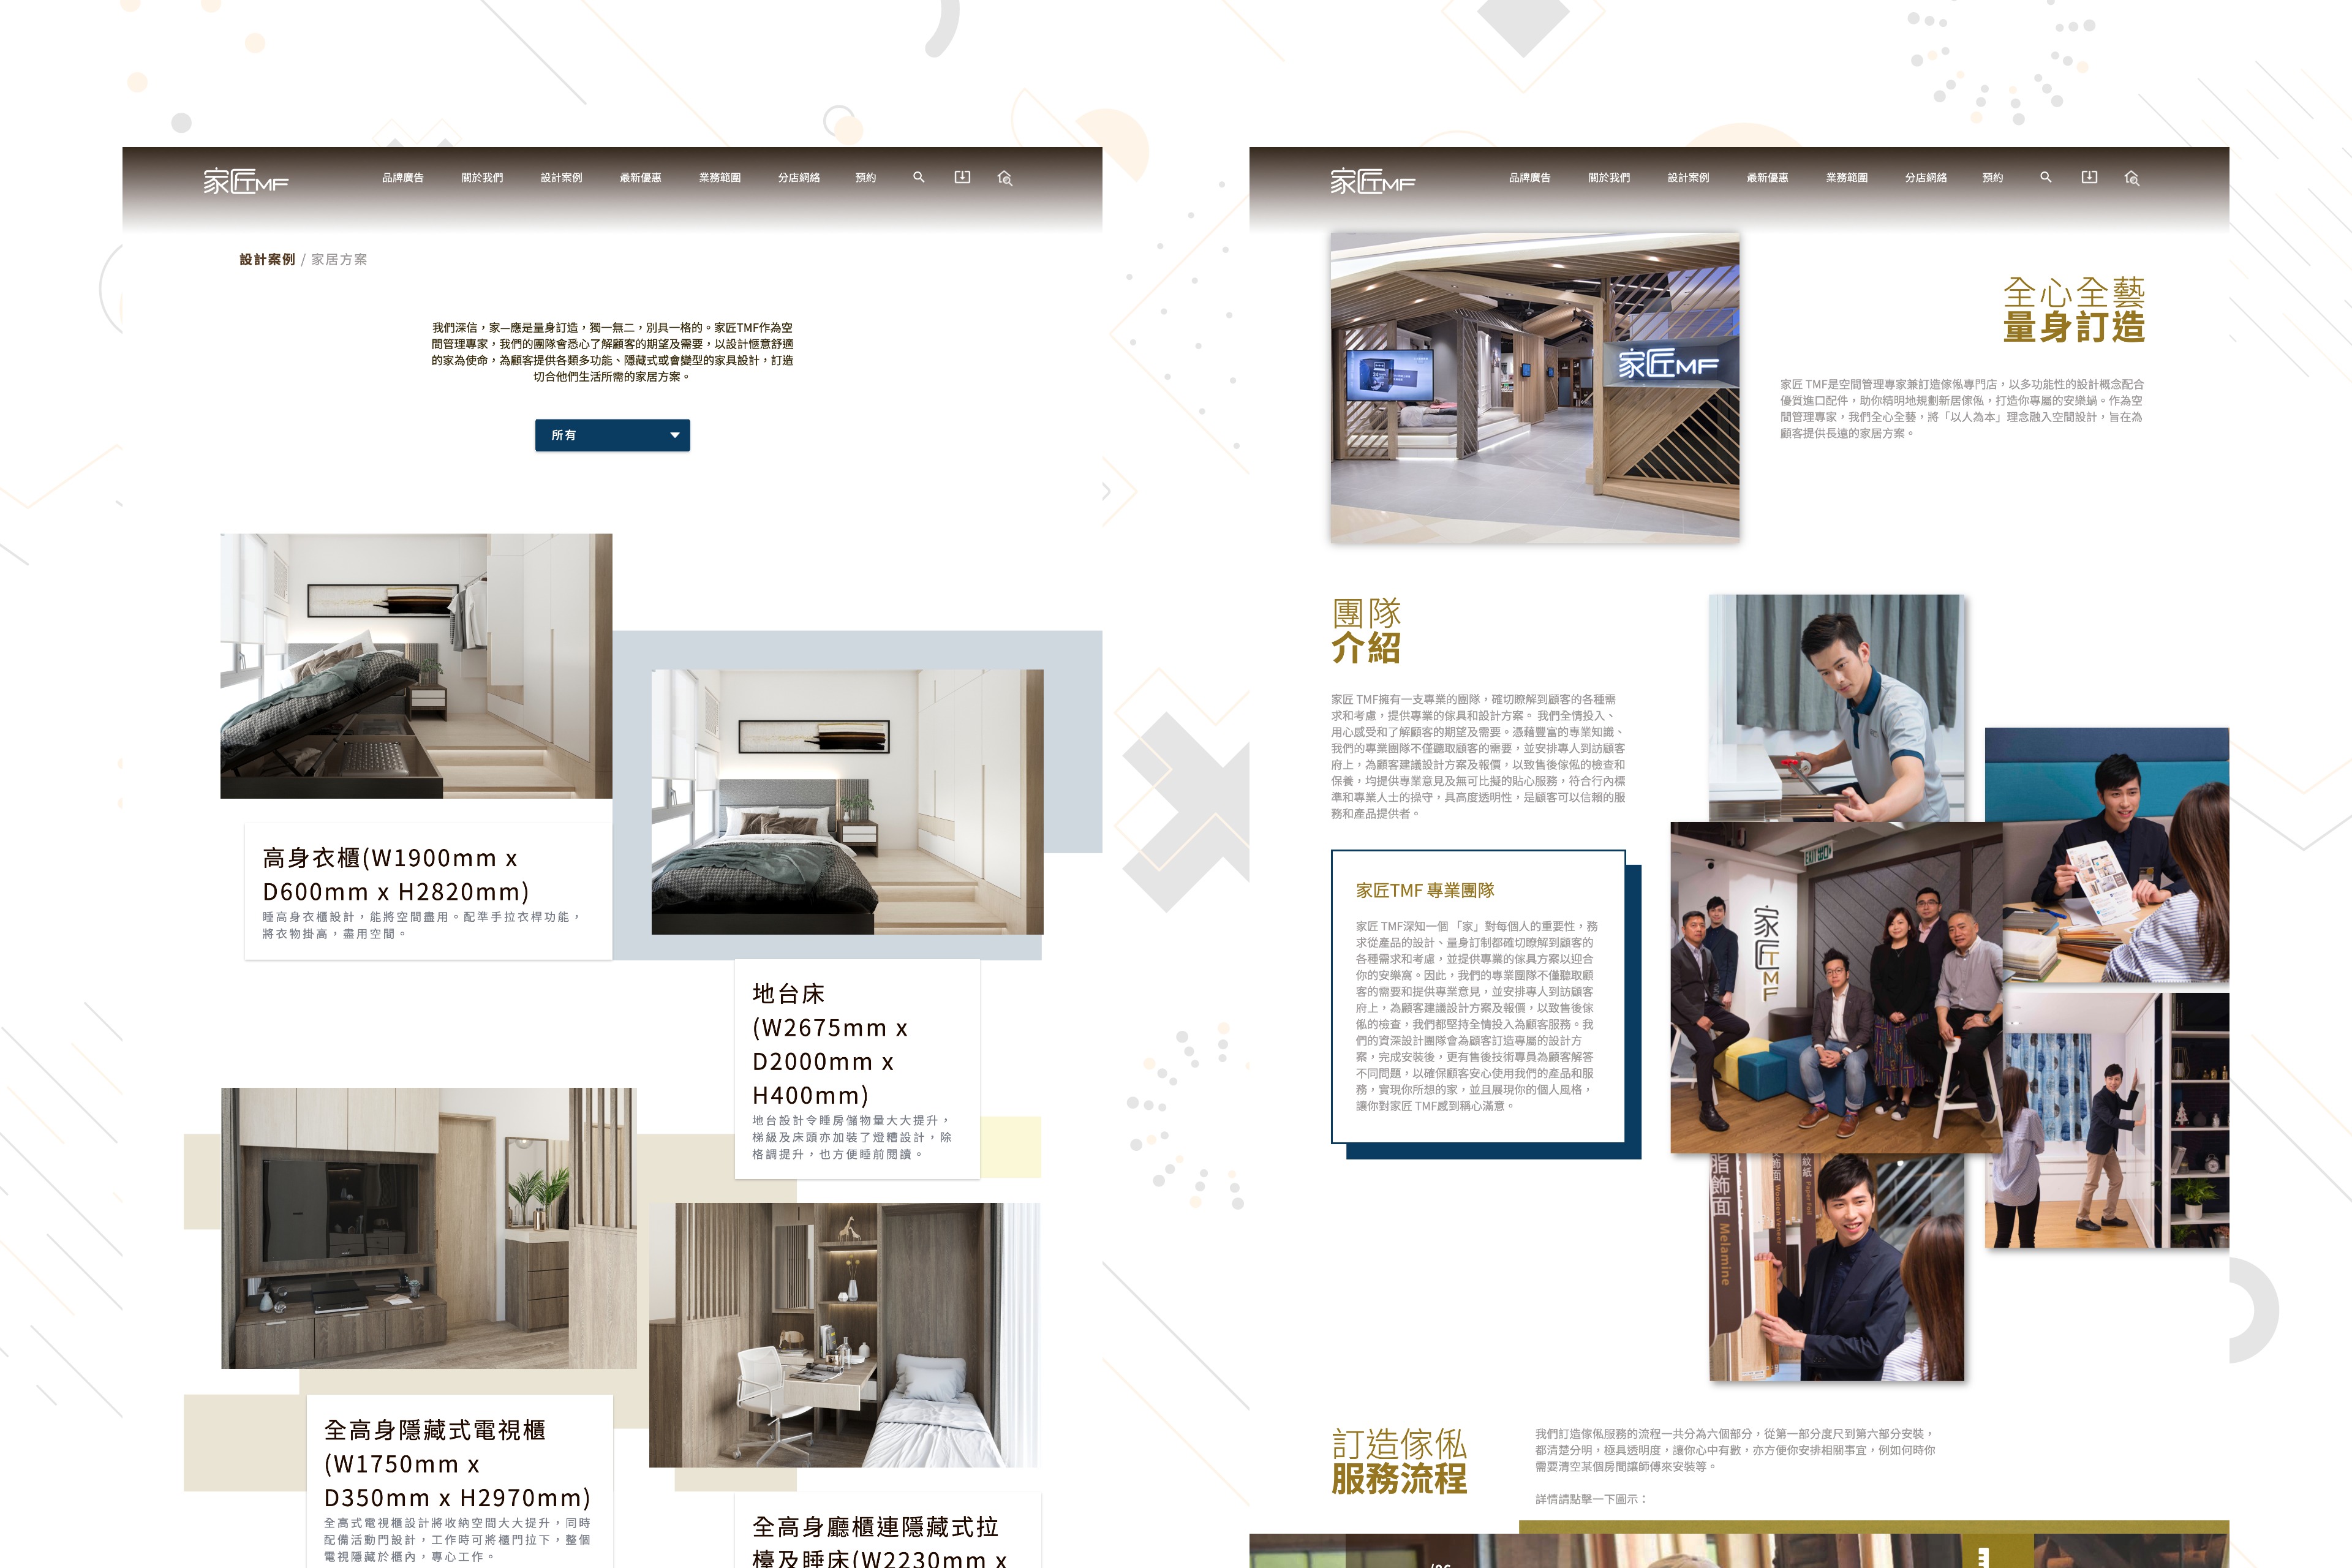 家匠TMF
品牌廣告 關於我們 設計案例 最新優惠 業務範圍 分店網絡 預約
設計案例 / 家居方案
我們深信，家—應是量身訂造，獨一無二，別具一格的。家匠TMF作為空
間管理專家，我們的團隊會悉心了解顧客的期望及需要，以設計愜意舒適
的家為使命，為顧客提供各類多功能、隱藏式或會變型的家具設計，訂造
切合他們生活所需的家居方案。
所有
高身衣櫃(W1900mm x
D600mm x H2820mm)
睡高身衣櫃設計，能將空間盡用。配準手拉衣桿功能，
將衣物掛高，盡用空間。
地台床
(W2675mm x
D2000mm x
H400mm)
地台設計令睡房儲物量大大提升，
梯級及床頭亦加裝了燈糟設計，除
格調提升，也方便睡前閱讀。
全高身隱藏式電視櫃
(W1750mm x
D350mm x H2970mm)
全高式電視櫃設計將收納空間大大提升，同時
配備活動門設計，工作時可將櫃門拉下，整個
電視隱藏於櫃內，專心工作。
全高身廳櫃連隱藏式拉
檯及睡床(W2230mm x
家匠TMF
品牌廣告 關於我們 設計案例 最新優惠 業務範圍 分店網絡 預約
家匠TMF
全心全藝
量身訂造
家匠 TMF是空間管理專家兼訂造傢俬專門店，以多功能性的設計概念配合
優質進口配件，助你精明地規劃新居傢俬，打造你專屬的安樂蝸。作為空
間管理專家，我們全心全藝，將「以人為本」理念融入空間設計，旨在為
顧客提供長遠的家居方案。
團隊
介紹
家匠 TMF擁有一支專業的團隊，確切瞭解到顧客的各種需
求和考慮，提供專業的傢具和設計方案。 我們全情投入、
用心感受和了解顧客的期望及需要。憑藉豐富的專業知識、
我們的專業團隊不僅聽取顧客的需要，並安排專人到訪顧客
府上，為顧客建議設計方案及報價，以致售後傢俬的檢查和
保養，均提供專業意見及無可比擬的貼心服務，符合行內標
準和專業人士的操守，具高度透明性，是顧客可以信賴的服
務和產品提供者。
家匠TMF 專業團隊
家匠 TMF深知一個 「家」對每個人的重要性，務
求從產品的設計、量身訂制都確切瞭解到顧客的
各種需求和考慮，並提供專業的傢具方案以迎合
你的安樂窩。因此，我們的專業團隊不僅聽取顧
客的需要和提供專業意見，並安排專人到訪顧客
府上，為顧客建議設計方案及報價，以致售後傢
俬的檢查，我們都堅持全情投入為顧客服務。我
們的資深設計團隊會為顧客訂造專屬的設計方
案，完成安裝後，更有售後技術專員為顧客解答
不同問題，以確保顧客安心使用我們的產品和服
務，實現你所想的家，並且展現你的個人風格，
讓你對家匠 TMF感到稱心滿意。
EXIT 出口
家匠TMF
脂飾面 Melamine
飾面 Wooden Veneer
紋紙 Paper Foil
訂造傢俬
服務流程
我們訂造傢俬服務的流程一共分為六個部分，從第一部分度尺到第六部分安裝，
都清楚分明，極具透明度，讓你心中有數，亦方便你安排相關事宜，例如何時你
需要清空某個房間讓師傅來安裝等。
詳情請點擊一下圖示：